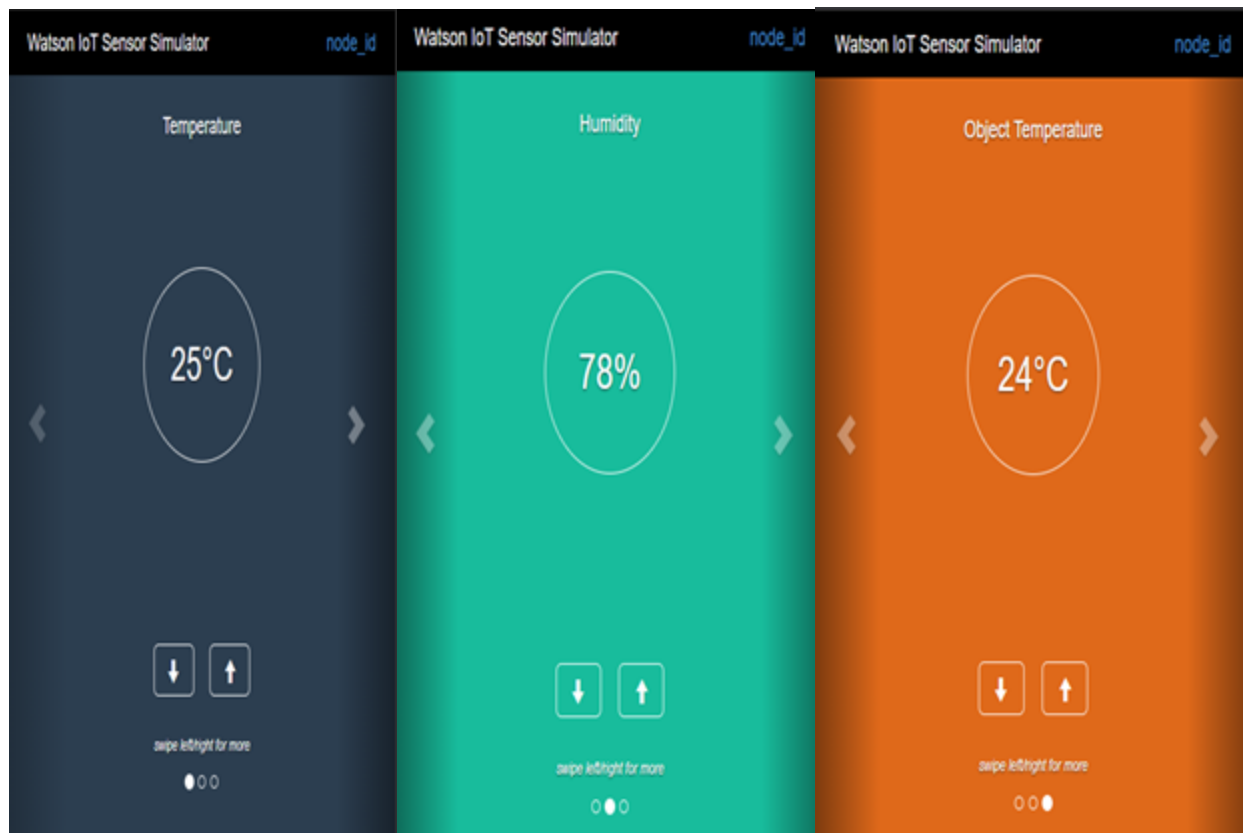 Watson IoT Sensor Simulator node_id
Temperature
25°C
swipe left/right for more
Watson IoT Sensor Simulator node_id
Humidity
78%
swipe left/right for more
Watson IoT Sensor Simulator node_id
Object Temperature
24°C
swipe left/right for more